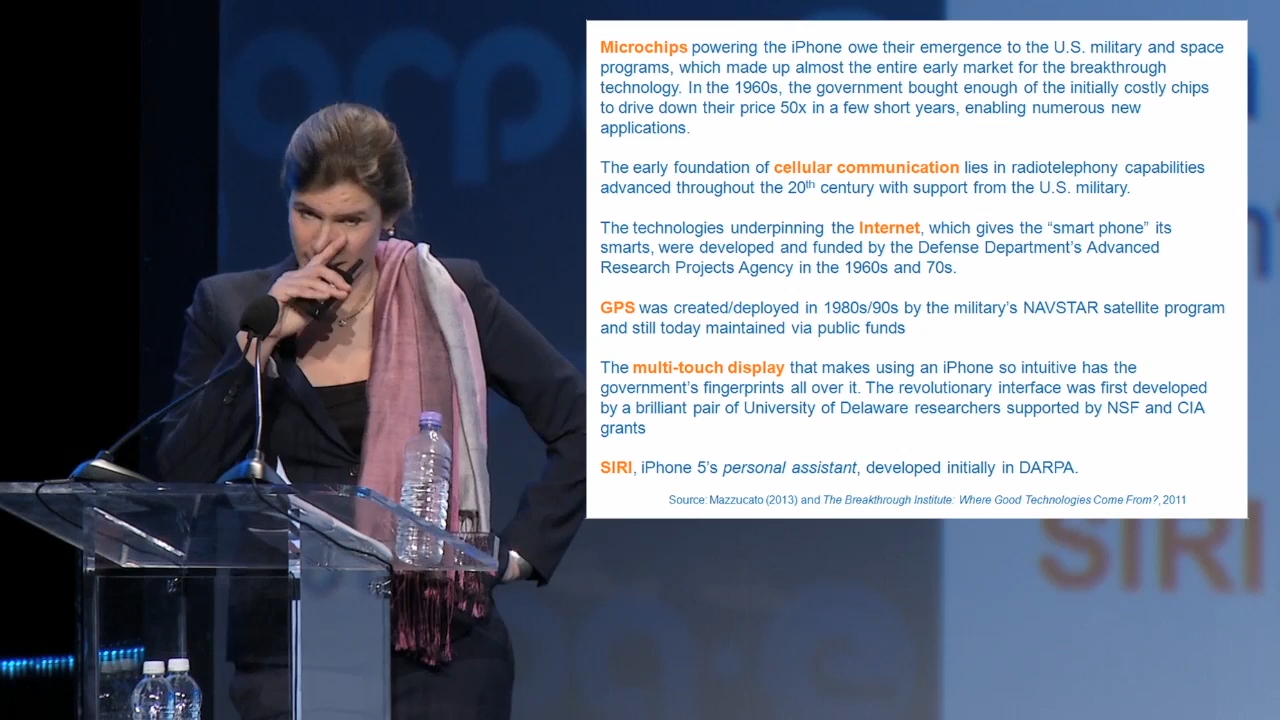 Microchips powering the iPhone owe their emergence to the U.S. military and space
programs, which made up almost the entire early market for the breakthrough
technology. In the 1960s, the government bought enough of the initially costly chips
to drive down their price 50x in a few short years, enabling numerous new
applications.
The early foundation of cellular communication lies in radiotelephony capabilities
advanced throughout the 20th century with support from the U.S. military.
The technologies underpinning the Internet, which gives the “smart phone” its
smarts, were developed and funded by the Defense Department’s Advanced
Research Projects Agency in the 1960s and 70s.
GPS was created/deployed in 1980s/90s by the military’s NAVSTAR satellite program
and still today maintained via public funds
The multi-touch display that makes using an iPhone so intuitive has the
government’s fingerprints all over it. The revolutionary interface was first developed
by a brilliant pair of University of Delaware researchers supported by NSF and CIA
grants
SIRI, iPhone 5’s personal assistant, developed initially in DARPA.
Source: Mazzucato (2013) and The Breakthrough Institute: Where Good Technologies Come From?, 2011
SIRI